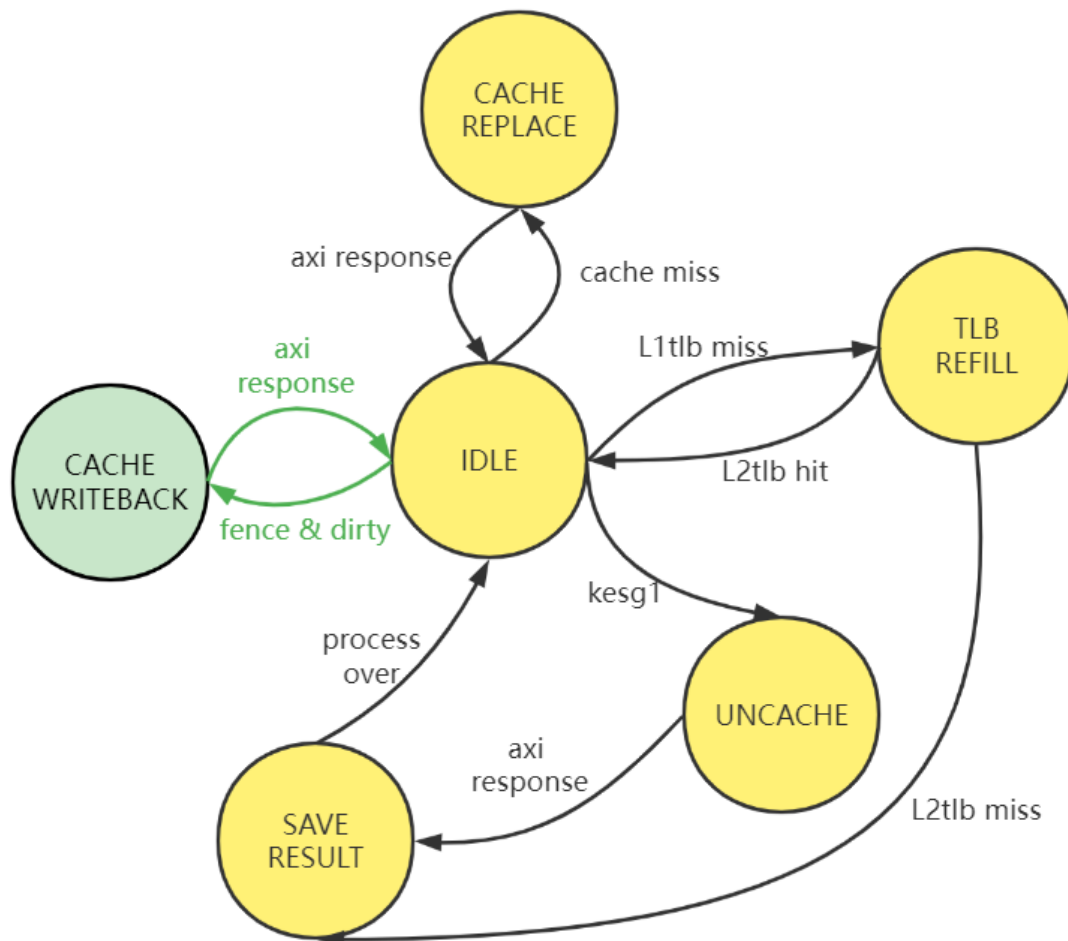 CACHE
REPLACE
axi response
cache miss
TLB
REFILL
L1tlb miss
axi
response
CACHE
WRITEBACK
IDLE
L2tlb hit
fence & dirty
kesg1
process
over
UNCACHE
axi
response
SAVE
RESULT
L2tlb miss